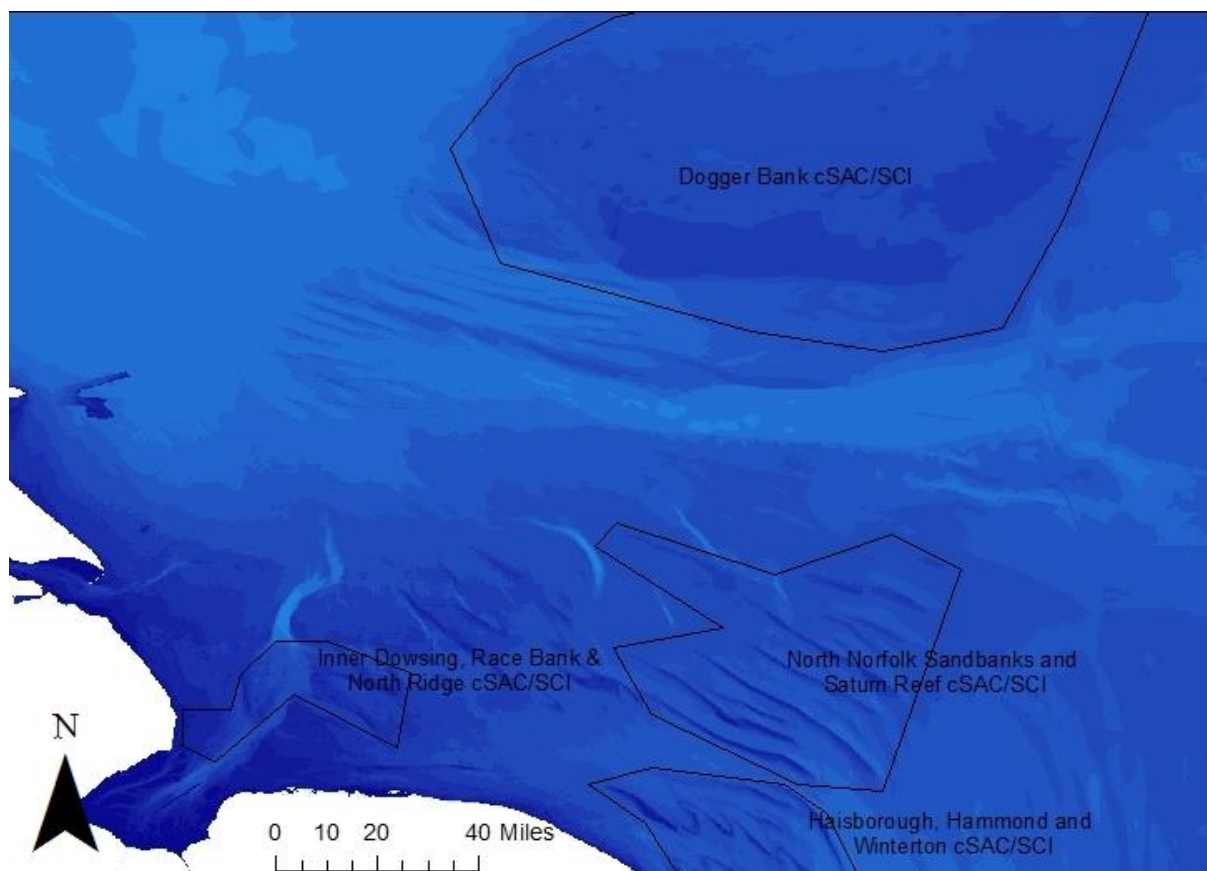 Dogger Bank cSAC/SCI
Inner Dowsing, Race Bank &
North Ridge cSAC/SCI
North Norfolk Sandbanks and
Saturn Reef cSAC/SCI
N
0 10 20 40 Miles
Haisborough, Hammond and
Winterton cSAC/SCI